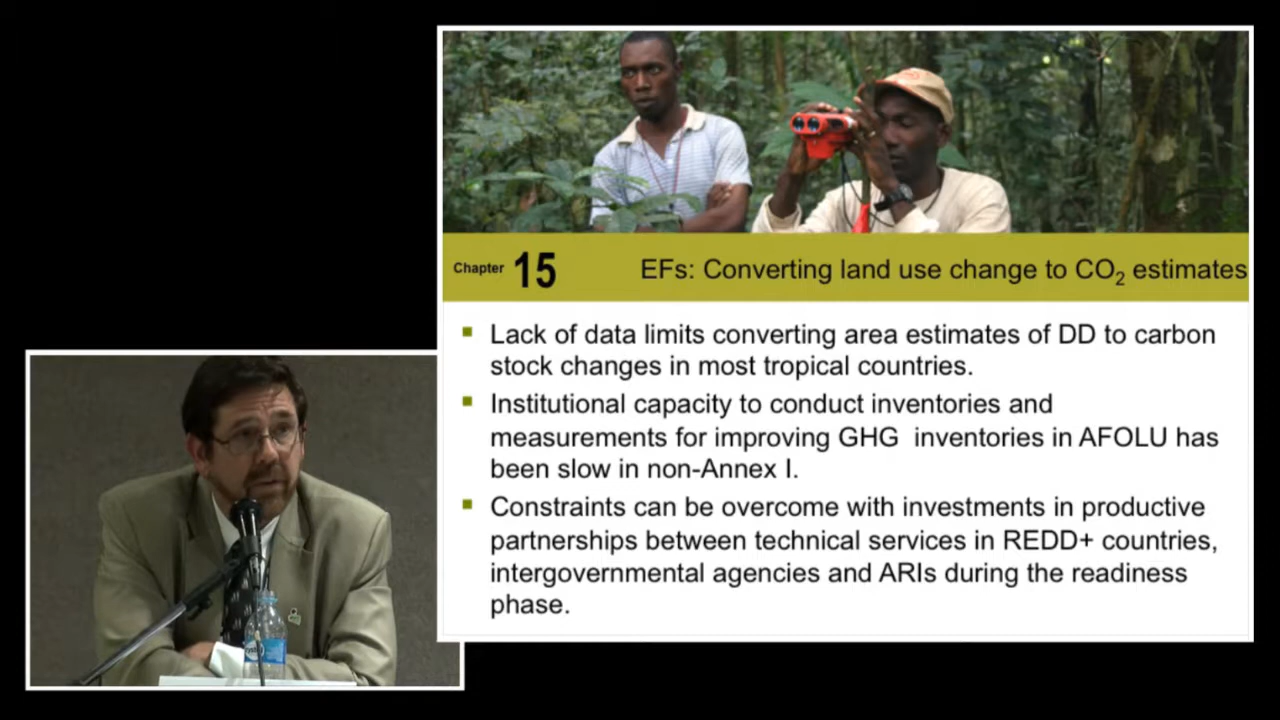 Chapter 15
EFs: Converting land use change to CO₂ estimates
Lack of data limits converting area estimates of DD to carbon
stock changes in most tropical countries.
Institutional capacity to conduct inventories and
measurements for improving GHG inventories in AFOLU has
been slow in non-Annex I.
Constraints can be overcome with investments in productive
partnerships between technical services in REDD+ countries,
intergovernmental agencies and ARIs during the readiness
phase.